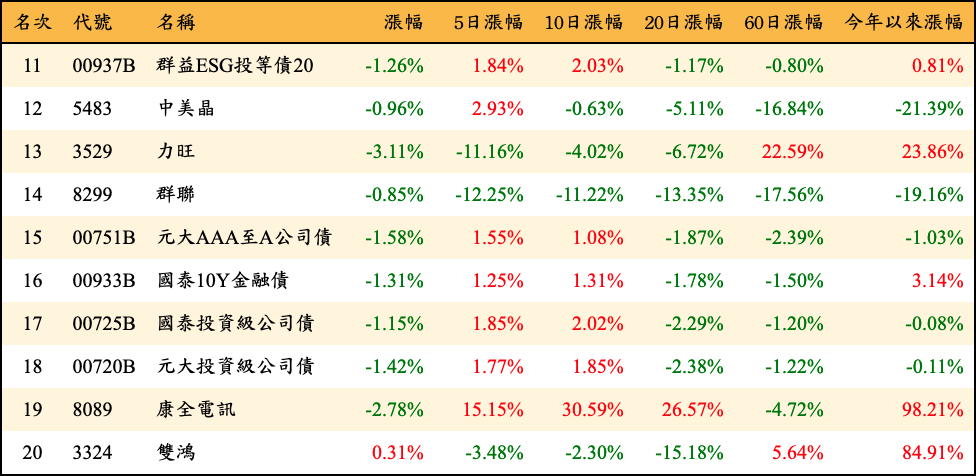 名次 代號 名稱 漲幅 5日漲幅 10日漲幅 20日漲幅 60日漲幅 今年以來漲幅
11 00937B 群益ESG投等債20 -1.26% 1.84% 2.03% -1.17% -0.80% 0.81%
12 5483 中美晶 -0.96% 2.93% -0.63% -5.11% -16.84% -21.39%
13 3529 力旺 -3.11% -11.16% -4.02% -6.72% 22.59% 23.86%
14 8299 群聯 -0.85% -12.25% -11.22% -13.35% -17.56% -19.16%
15 00751B 元大AAA至A公司債 -1.58% 1.55% 1.08% -1.87% -2.39% -1.03%
16 00933B 國泰10Y金融債 -1.31% 1.25% 1.31% -1.78% -1.50% 3.14%
17 00725B 國泰投資級公司債 -1.15% 1.85% 2.02% -2.29% -1.20% -0.08%
18 00720B 元大投資級公司債 -1.42% 1.77% 1.85% -2.38% -1.22% -0.11%
19 8089 康全電訊 -2.78% 15.15% 30.59% 26.57% -4.72% 98.21%
20 3324 雙鴻 0.31% -3.48% -2.30% -15.18% 5.64% 84.91%